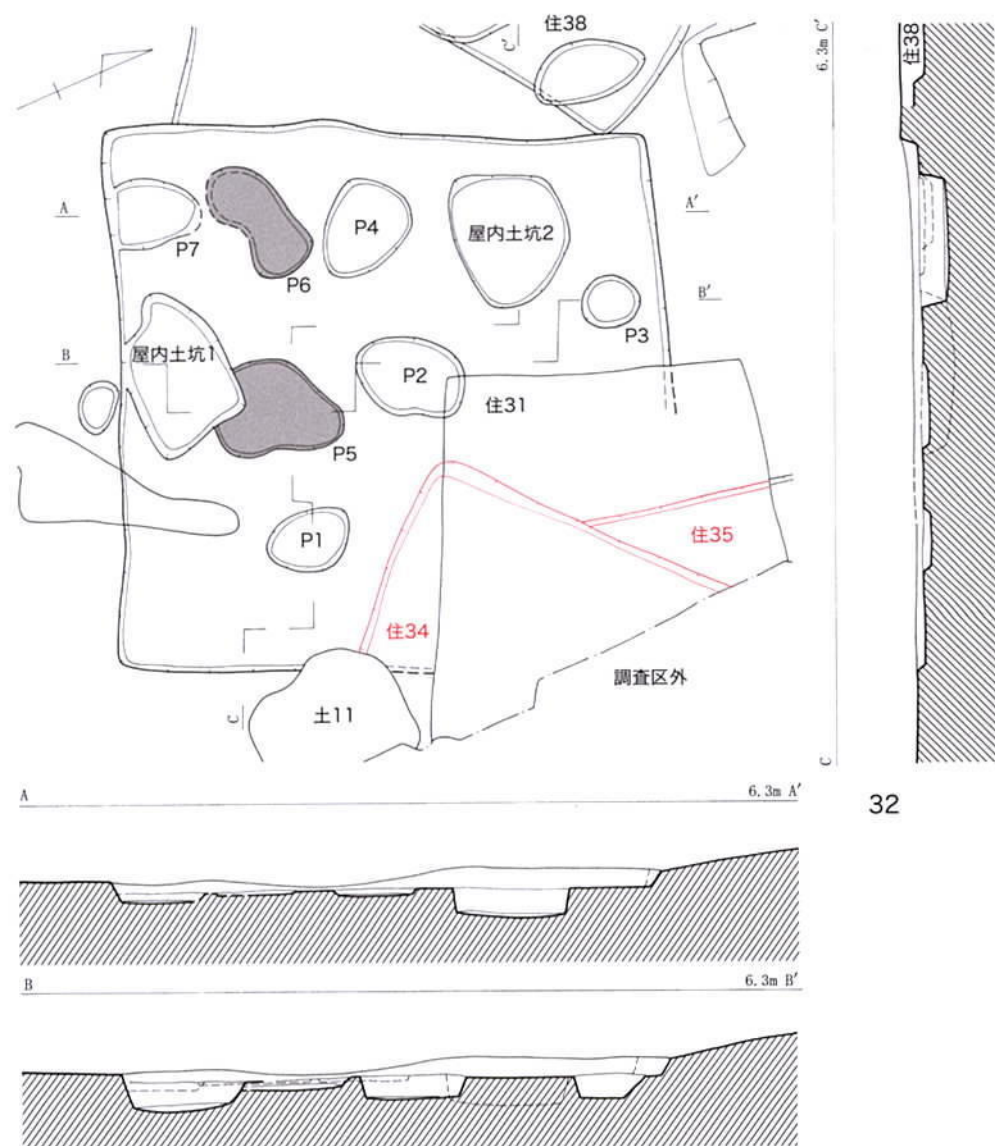 住38
C′
6.3m C′
住38
A
P7
P6
P4
屋内土坑2
A′
B′
P3
B
屋内土坑1
P2
住31
P5
P1
住35
住34
調査区外
C
土11
C
A
6.3m A′
32
B
6.3m B′